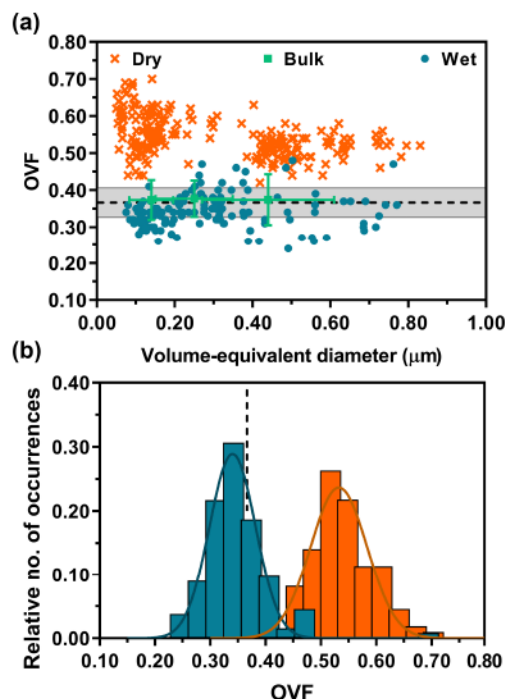 (a)
0.80
Dry Bulk Wet
0.70
0.60
0.50
0.40
0.30
0.20
0.10
OVF
0.00 0.20 0.40 0.60 0.80 1.00
Volume-equivalent diameter (μm)
(b)
0.40
0.30
0.20
0.10
0.00
Relative no. of occurrences
0.10 0.20 0.30 0.40 0.50 0.60 0.70 0.80
OVF